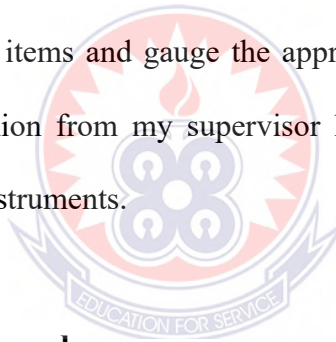 items and gauge the appr
ion from my supervisor
struments.
EDUCATION FOR SERVICE